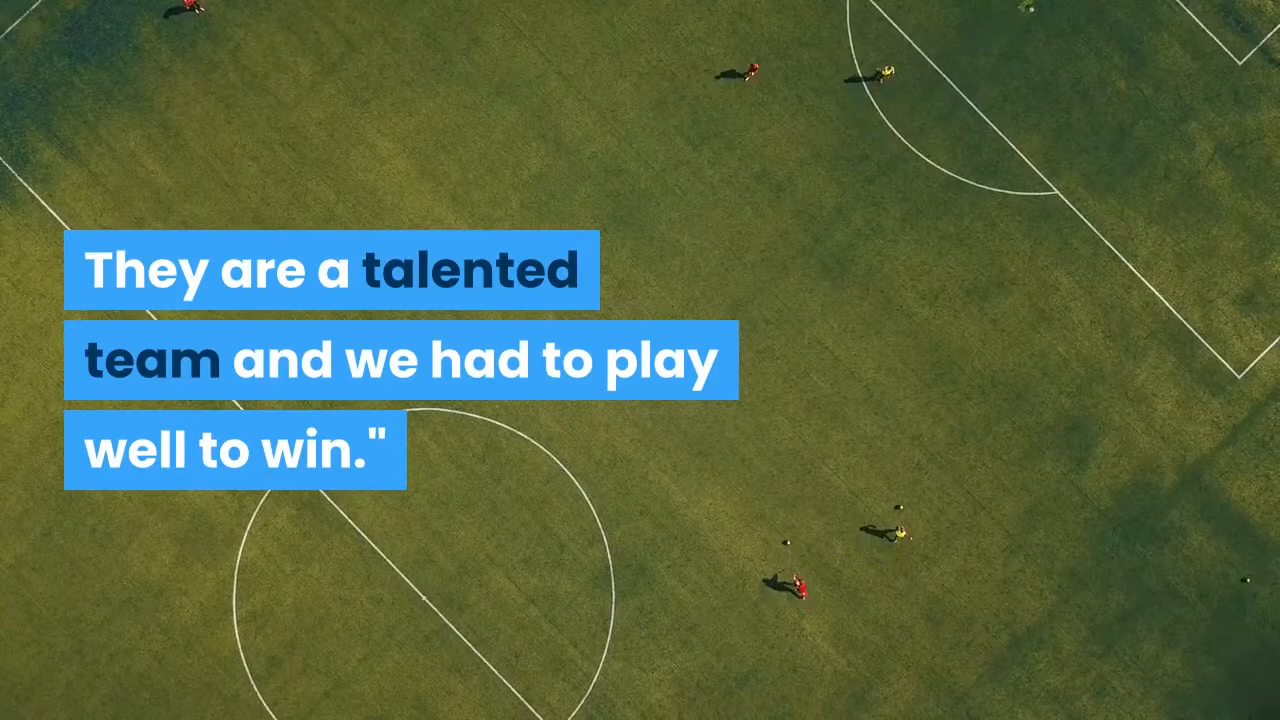 They are a talented
team and we had to play
well to win."